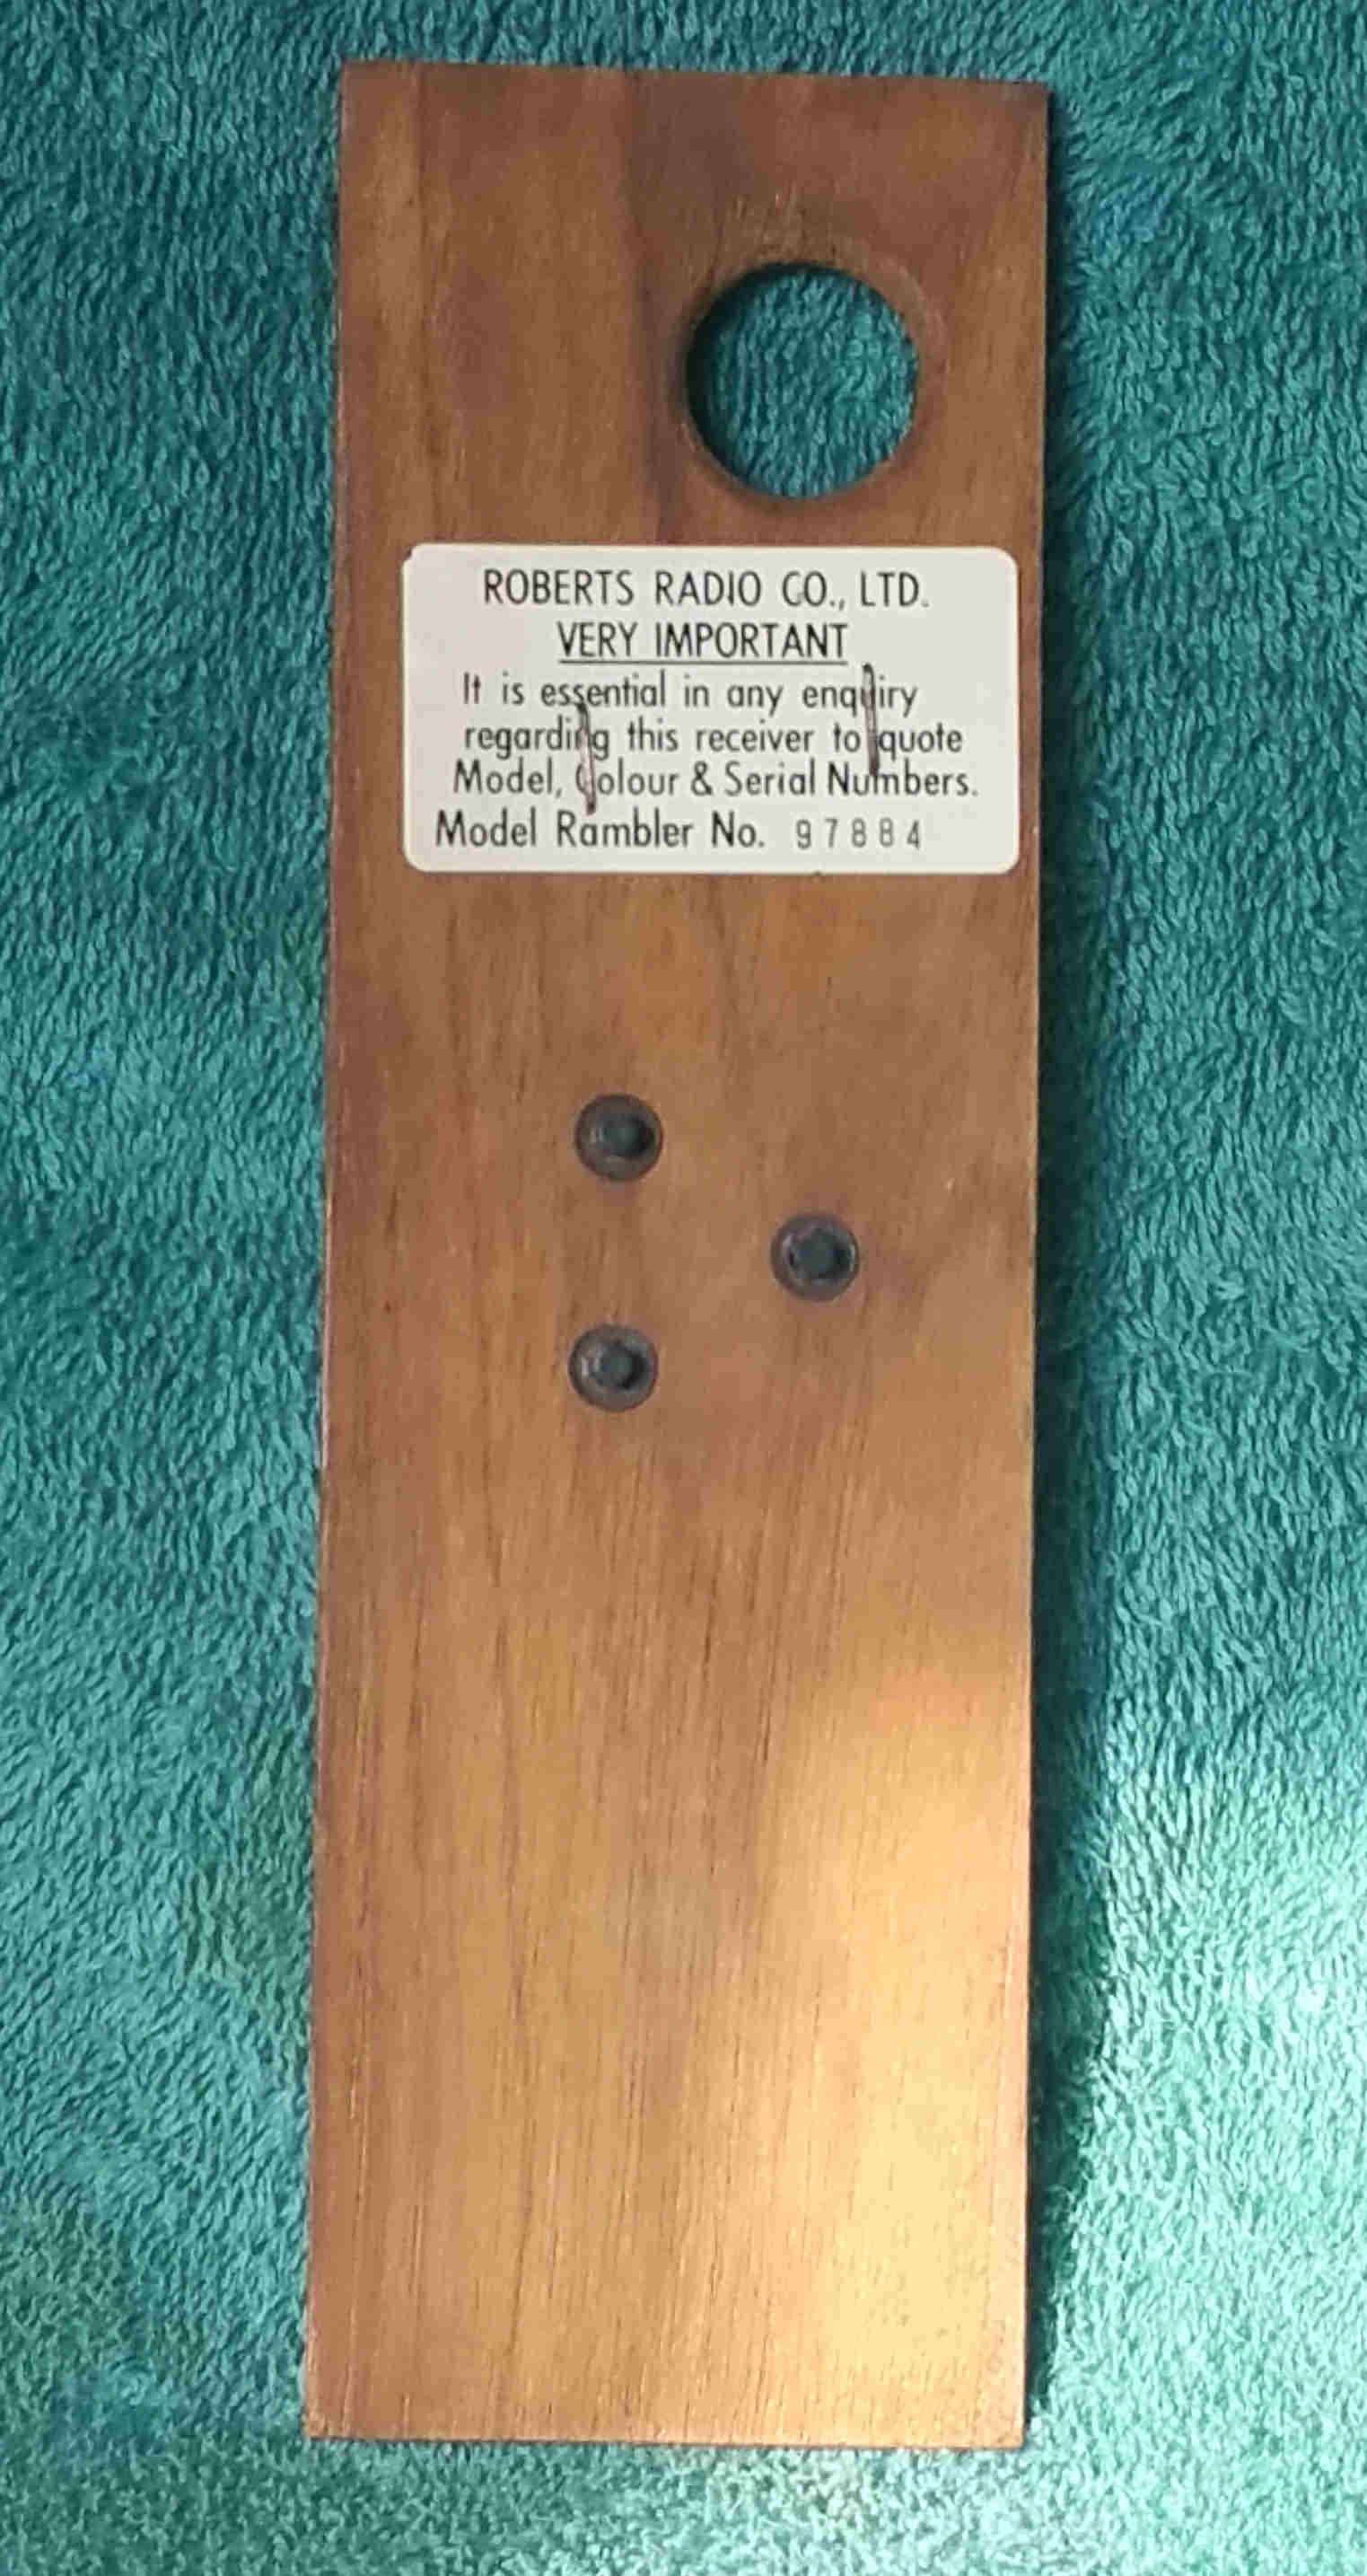 ROBERTS RADIO CO., LTD.
VERY IMPORTANT
It is essential in any enquiry
regarding this receiver to quote
Model, Colour & Serial Numbers.
Model Rambler No. 97884